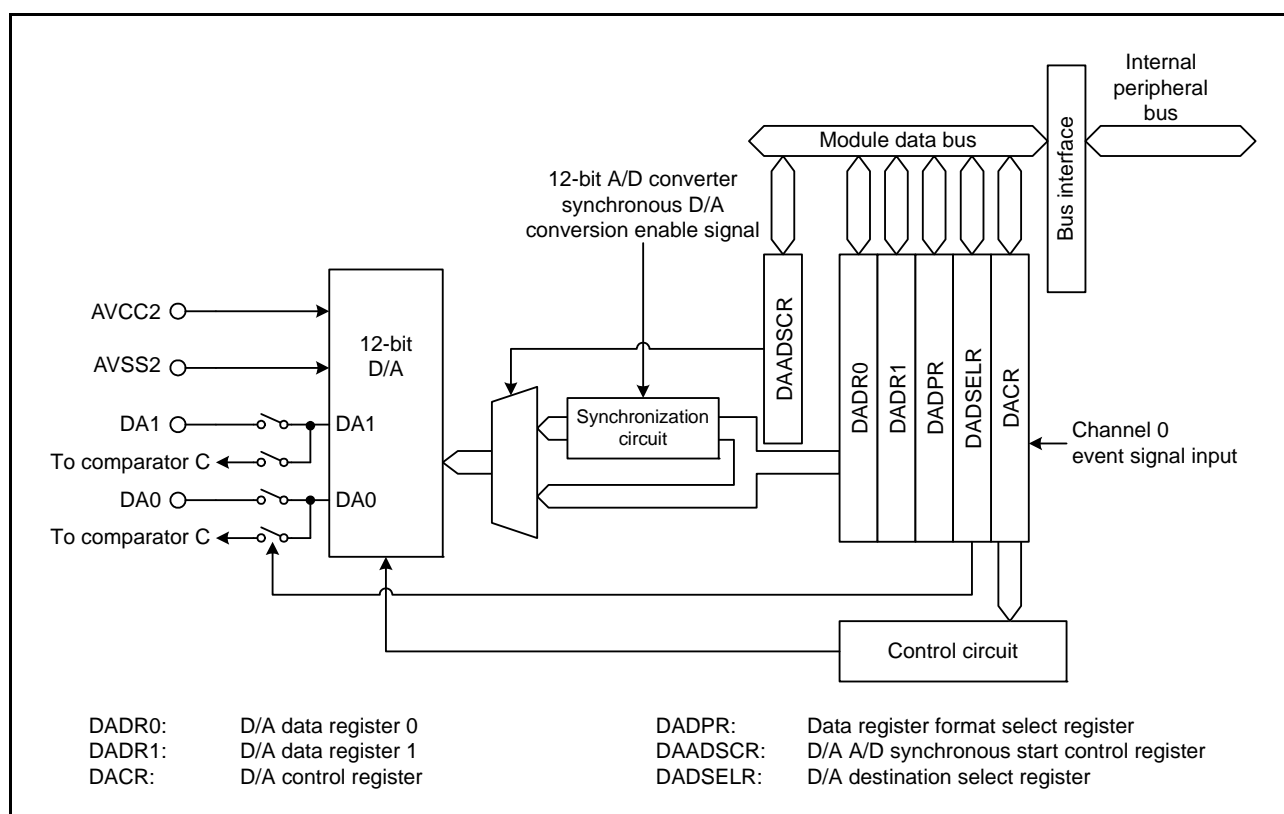 Internal
peripheral
bus
Module data bus
Bus interface
12-bit A/D converter
synchronous D/A
conversion enable signal
DAADSCR
DADR0
DADR1
DADPR
DADSELR
DACR
AVCC2
AVSS2
12-bit
D/A
DA1
DA1
To comparator C
DA0
DA0
To comparator C
Synchronization
circuit
Channel 0
event signal input
Control circuit
DADR0: D/A data register 0
DADR1: D/A data register 1
DACR: D/A control register
DADPR: Data register format select register
DAADSCR: D/A A/D synchronous start control register
DADSELR: D/A destination select register